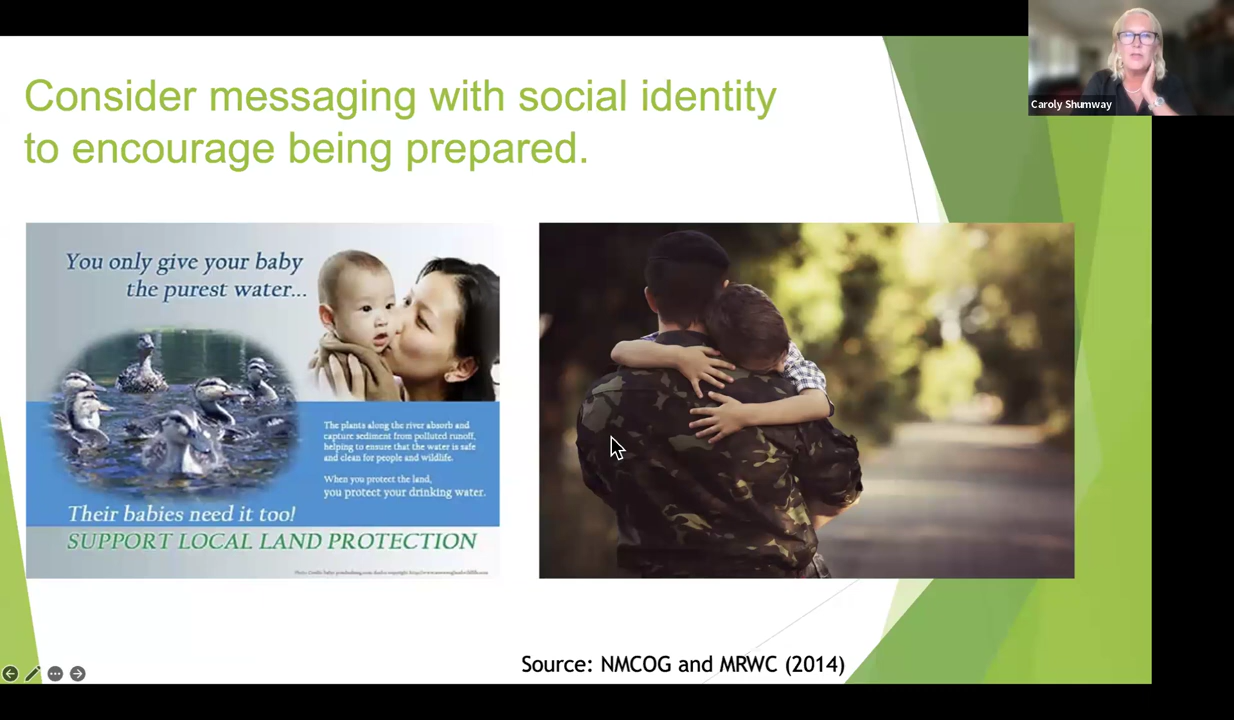 Consider messaging with social identity
to encourage being prepared.
Caroly Shumway
You only give your baby
the purest water...
The plants along the river absorb and
capture sediment from polluted runoff,
helping to ensure that the water is safe
and clean for people and wildlife.
When you protect the land,
you protect your drinking water.
Their babies need it too!
SUPPORT LOCAL LAND PROTECTION
Source: NMCOG and MRWC (2014)